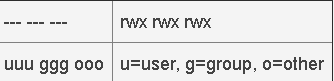 --- --- --- rwx rwx rwx
uuu ggg ooo u=user, g=group, o=other